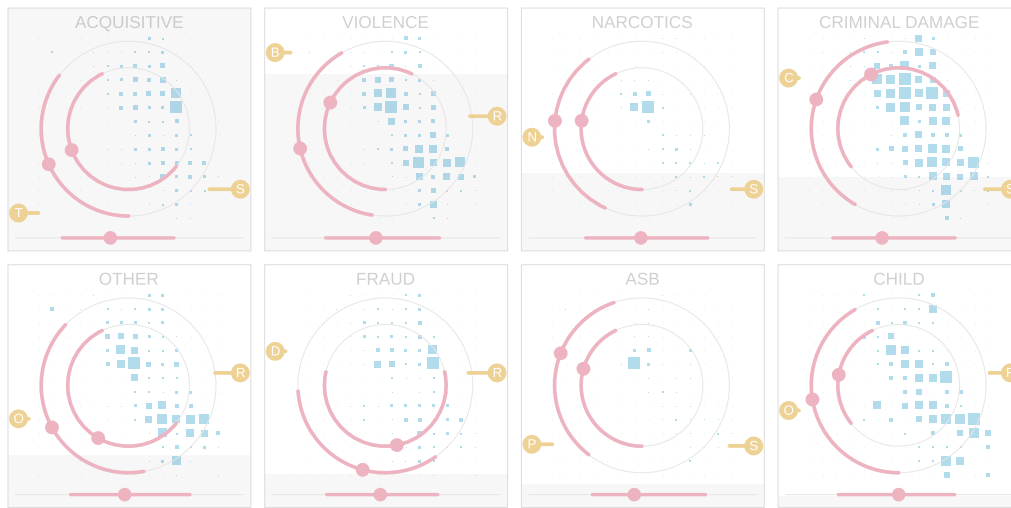 ACQUISITIVE
T
S
VIOLENCE
B
R
NARCOTICS
N
S
CRIMINAL DAMAGE
C
S
OTHER
O
R
FRAUD
D
R
ASB
P
S
CHILD
O